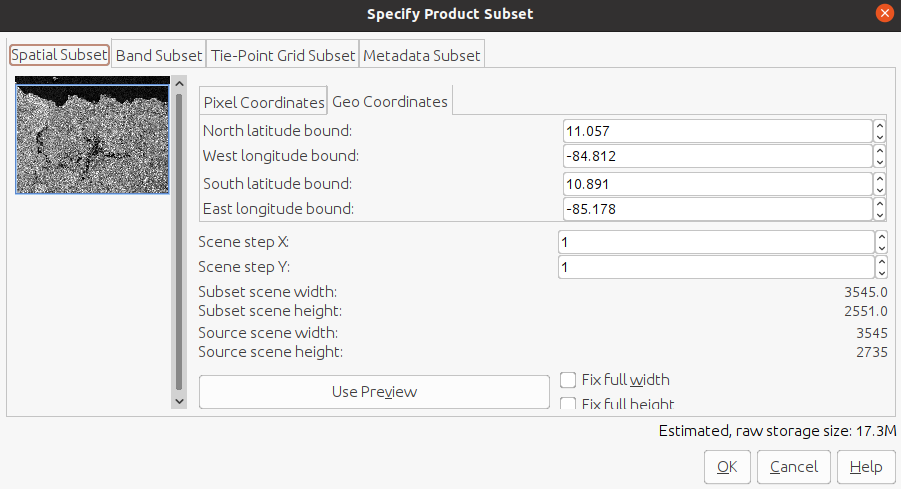 Specify Product Subset
Spatial Subset Band Subset Tie-Point Grid Subset Metadata Subset
Pixel Coordinates Geo Coordinates
North latitude bound: 11.057
West longitude bound: -84.812
South latitude bound: 10.891
East longitude bound: -85.178
Scene step X: 1
Scene step Y: 1
Subset scene width: 3545.0
Subset scene height: 2551.0
Source scene width: 3545
Source scene height: 2735
Use Preview Fix full width
Fix full height
Estimated, raw storage size: 17.3M
OK Cancel Help